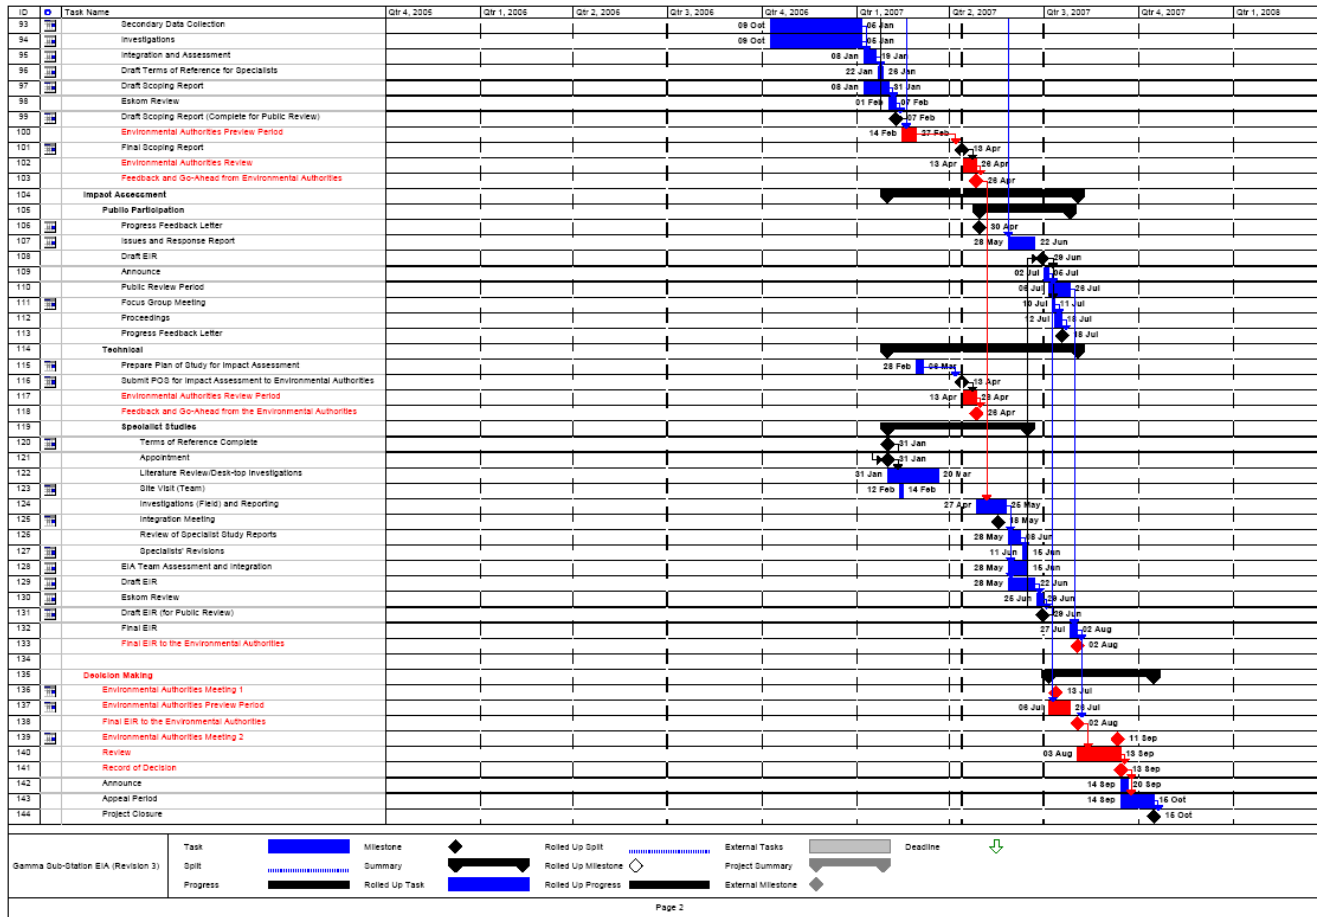 ID Task Name Qtr 4, 2005 Qtr 1, 2006 Qtr 2, 2006 Qtr 3, 2006 Qtr 4, 2006 Qtr 1, 2007 Qtr 2, 2007 Qtr 3, 2007 Qtr 4, 2007 Qtr 1, 2008
93 Secondary Data Collection 09 Oct 05 Jan
94 Investigations 09 Oct 05 Jan
95 Integration and Assessment 08 Jan 19 Jan
96 Draft Terms of Reference for Specialists 22 Jan 26 Jan
97 Draft Scoping Report 08 Jan 31 Jan
98 Eskom Review 01 Feb 07 Feb
99 Draft Scoping Report (Complete for Public Review) 07 Feb
100 Environmental Authorities Preview Period 14 Feb 27 Feb
101 Final Scoping Report 13 Apr
102 Environmental Authorities Review 13 Apr 26 Apr
103 Feedback and Go-Ahead from Environmental Authorities 26 Apr
104 Impact Assessment
105 Public Participation
106 Progress Feedback Letter 30 Apr
107 Issues and Response Report 28 May 22 Jun
108 Draft EIR 29 Jun
109 Announce 02 Jul 05 Jul
110 Public Review Period 06 Jul 26 Jul
111 Focus Group Meeting 10 Jul 11 Jul
112 Proceedings 12 Jul 18 Jul
113 Progress Feedback Letter 18 Jul
114 Technical
115 Prepare Plan of Study for Impact Assessment 28 Feb 06 Mar
116 Submit POS for Impact Assessment to Environmental Authorities 13 Apr
117 Environmental Authorities Review Period 13 Apr 26 Apr
118 Feedback and Go-Ahead from the Environmental Authorities 26 Apr
119 Specialist Studies
120 Terms of Reference Complete 31 Jan
121 Appointment 31 Jan
122 Literature Review/Desk-top Investigations 31 Jan 20 Mar
123 Site Visit (Team) 12 Feb 14 Feb
124 Investigations (Field) and Reporting 27 Apr 25 May
125 Integration Meeting 18 May
126 Review of Specialist Study Reports 28 May 08 Jun
127 Specialists' Revisions 11 Jun 15 Jun
128 EIA Team Assessment and Integration 28 May 15 Jun
129 Draft EIR 28 May 22 Jun
130 Eskom Review 25 Jun 29 Jun
131 Draft EIR (for Public Review) 29 Jun
132 Final EIR 27 Jul 02 Aug
133 Final EIR to the Environmental Authorities 02 Aug
134
135 Decision Making
136 Environmental Authorities Meeting 1 13 Jul
137 Environmental Authorities Preview Period 06 Jul 26 Jul
138 Final EIR to the Environmental Authorities 02 Aug
139 Environmental Authorities Meeting 2 11 Sep
140 Review 03 Aug 13 Sep
141 Record of Decision 13 Sep
142 Announce 14 Sep 20 Sep
143 Appeal Period 14 Sep 15 Oct
144 Project Closure 15 Oct
Task Milestone Rolled Up Split External Tasks Deadline
Gamma Sub-Station EIA (Revision 3) Split Summary Rolled Up Milestone Project Summary
Progress Rolled Up Task Rolled Up Progress External Milestone
Page 2